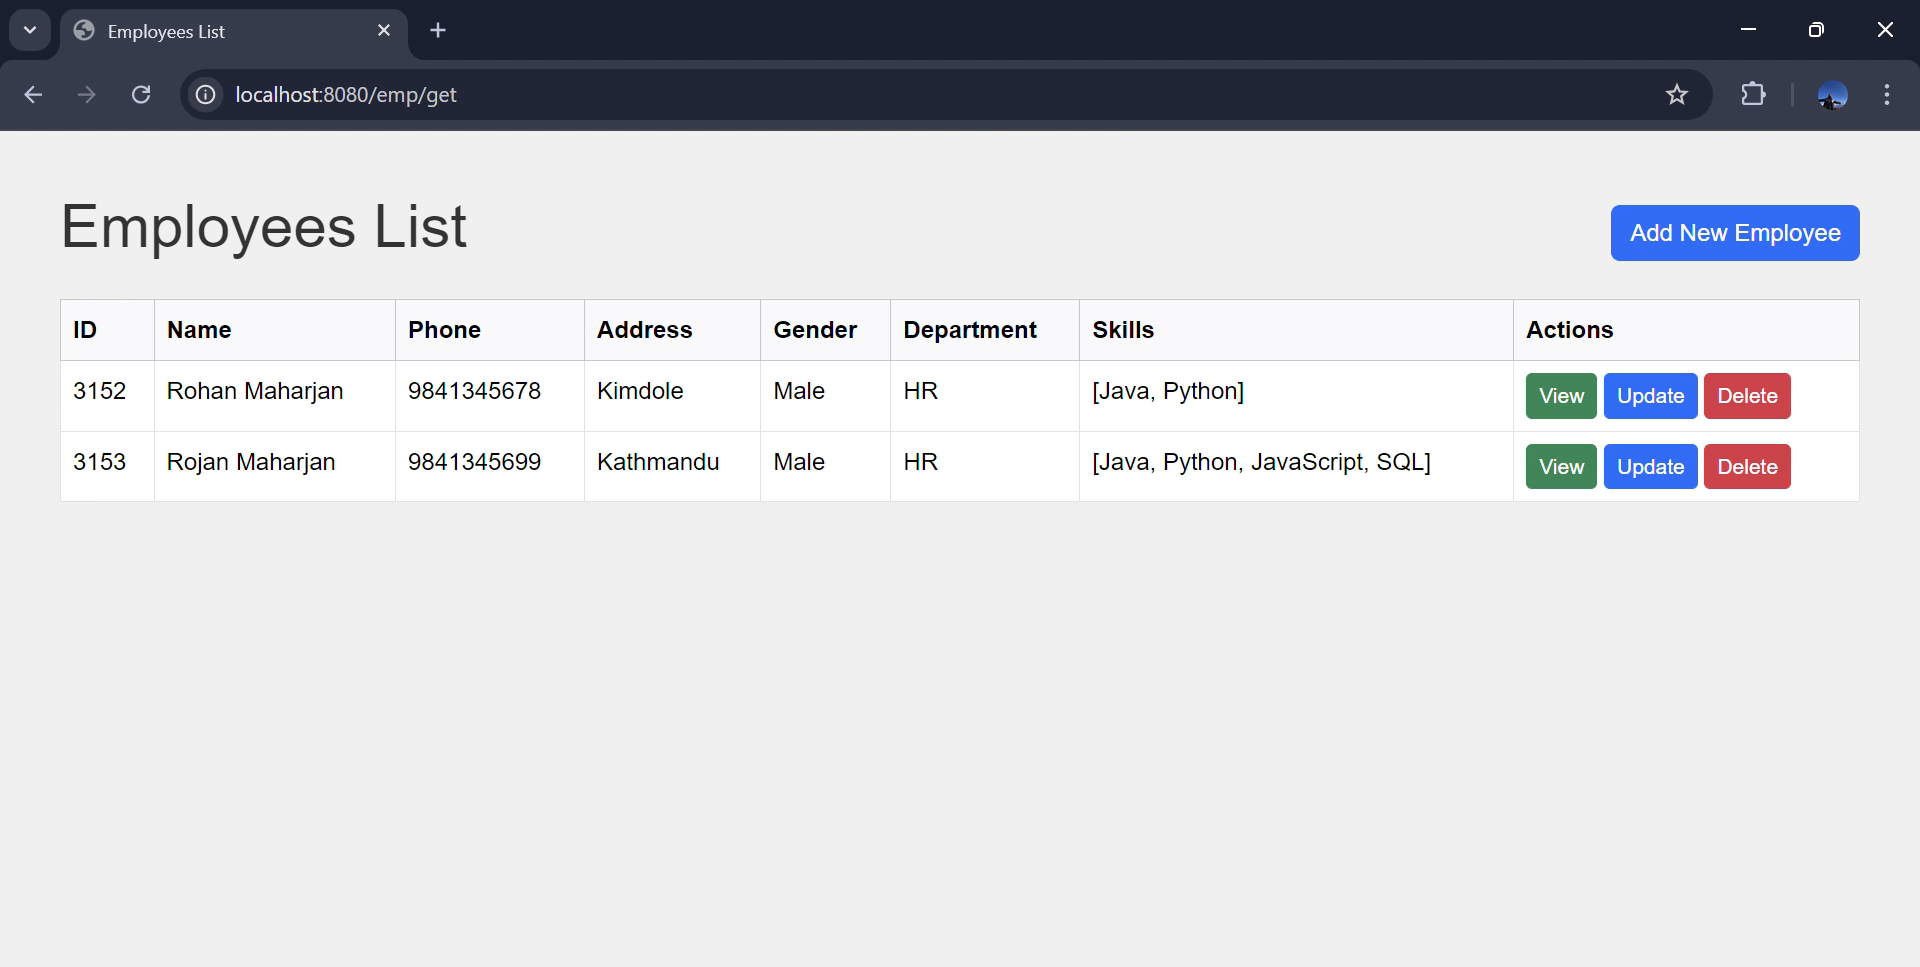 Employees List
localhost:8080/emp/get
Employees List
Add New Employee
ID Name Phone Address Gender Department Skills Actions
3152 Rohan Maharjan 9841345678 Kimdole Male HR [Java, Python] View Update Delete
3153 Rojan Maharjan 9841345699 Kathmandu Male HR [Java, Python, JavaScript, SQL] View Update Delete